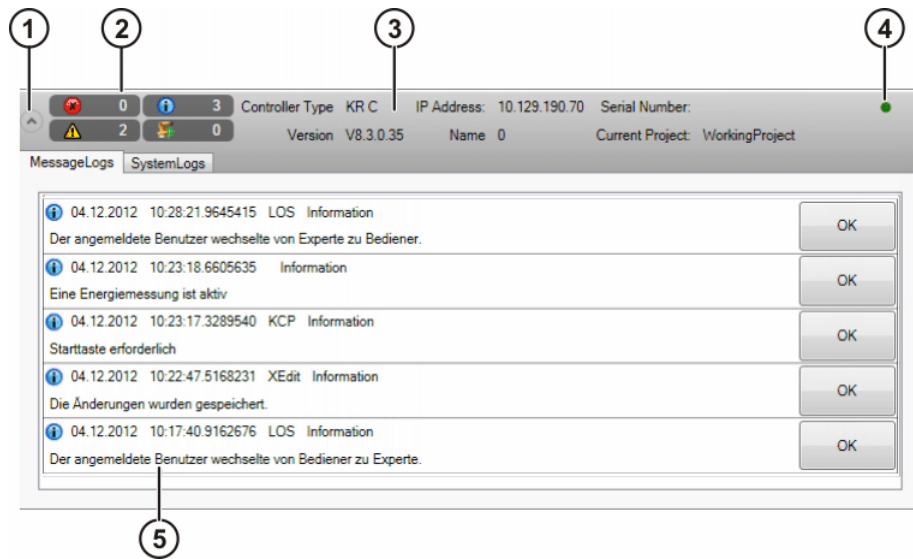 1 2 3 4
0 3 Controller Type KR C IP Address: 10.129.190.70 Serial Number:
2 0 Version V8.3.0.35 Name 0 Current Project: WorkingProject
MessageLogs SystemLogs
04.12.2012 10:28:21.9645415 LOS Information
Der angemeldete Benutzer wechselte von Experte zu Bediener.
OK
04.12.2012 10:23:18.6605635 Information
Eine Energiemessung ist aktiv
OK
04.12.2012 10:23:17.3289540 KCP Information
Starttaste erforderlich
OK
04.12.2012 10:22:47.5168231 XEdit Information
Die Änderungen wurden gespeichert.
OK
04.12.2012 10:17:40.9162676 LOS Information
Der angemeldete Benutzer wechselte von Bediener zu Experte.
OK
5